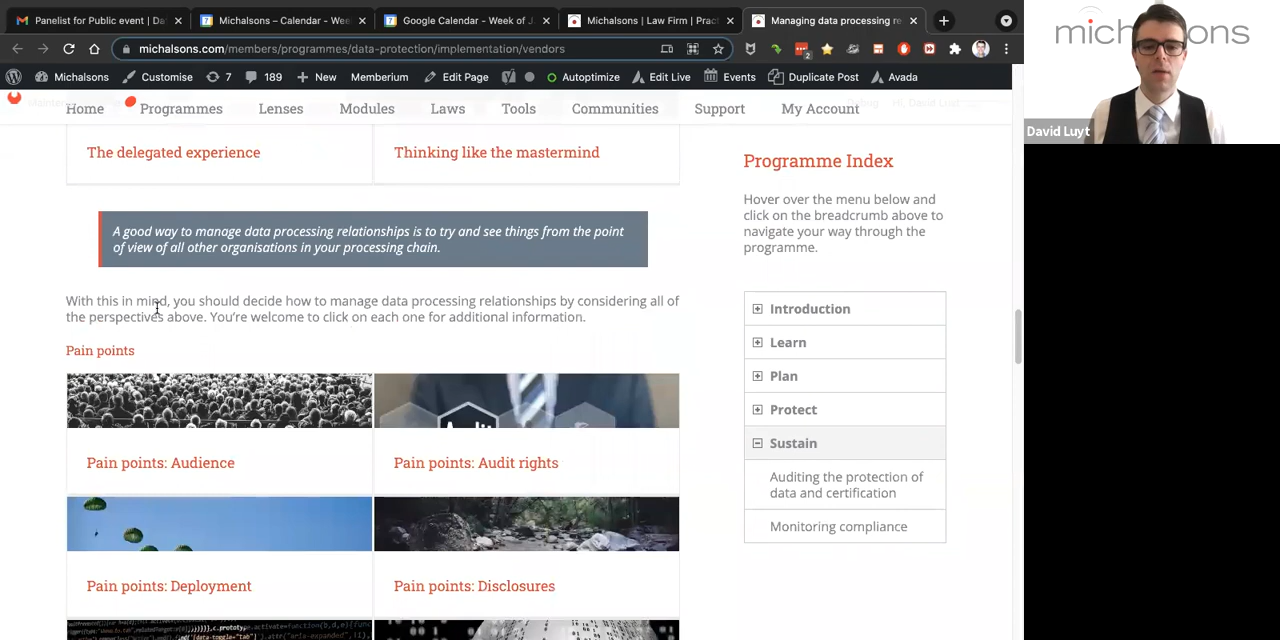 Panelist for Public event | Da
Michalsons – Calendar – Wee
Google Calendar - Week of J
Michalsons | Law Firm | Pract
Managing data processing re
michalsons.com/members/programmes/data-protection/implementation/vendors
2
Michalsons Customise 7 189 New Memberium Edit Page Autoptimize Edit Live Events Duplicate Post Avada
Home Programmes Lenses Modules Laws Tools Communities Support My Account
The delegated experience
Thinking like the mastermind
A good way to manage data processing relationships is to try and see things from the point
of view of all other organisations in your processing chain.
With this in mind, you should decide how to manage data processing relationships by considering all of
the perspectives above. You’re welcome to click on each one for additional information.
Pain points
Pain points: Audience
Pain points: Audit rights
Pain points: Deployment
Pain points: Disclosures
Programme Index
Hover over the menu below and
click on the breadcrumb above to
navigate your way through the
programme.
Introduction
Learn
Plan
Protect
Sustain
Auditing the protection of
data and certification
Monitoring compliance
David Luyt